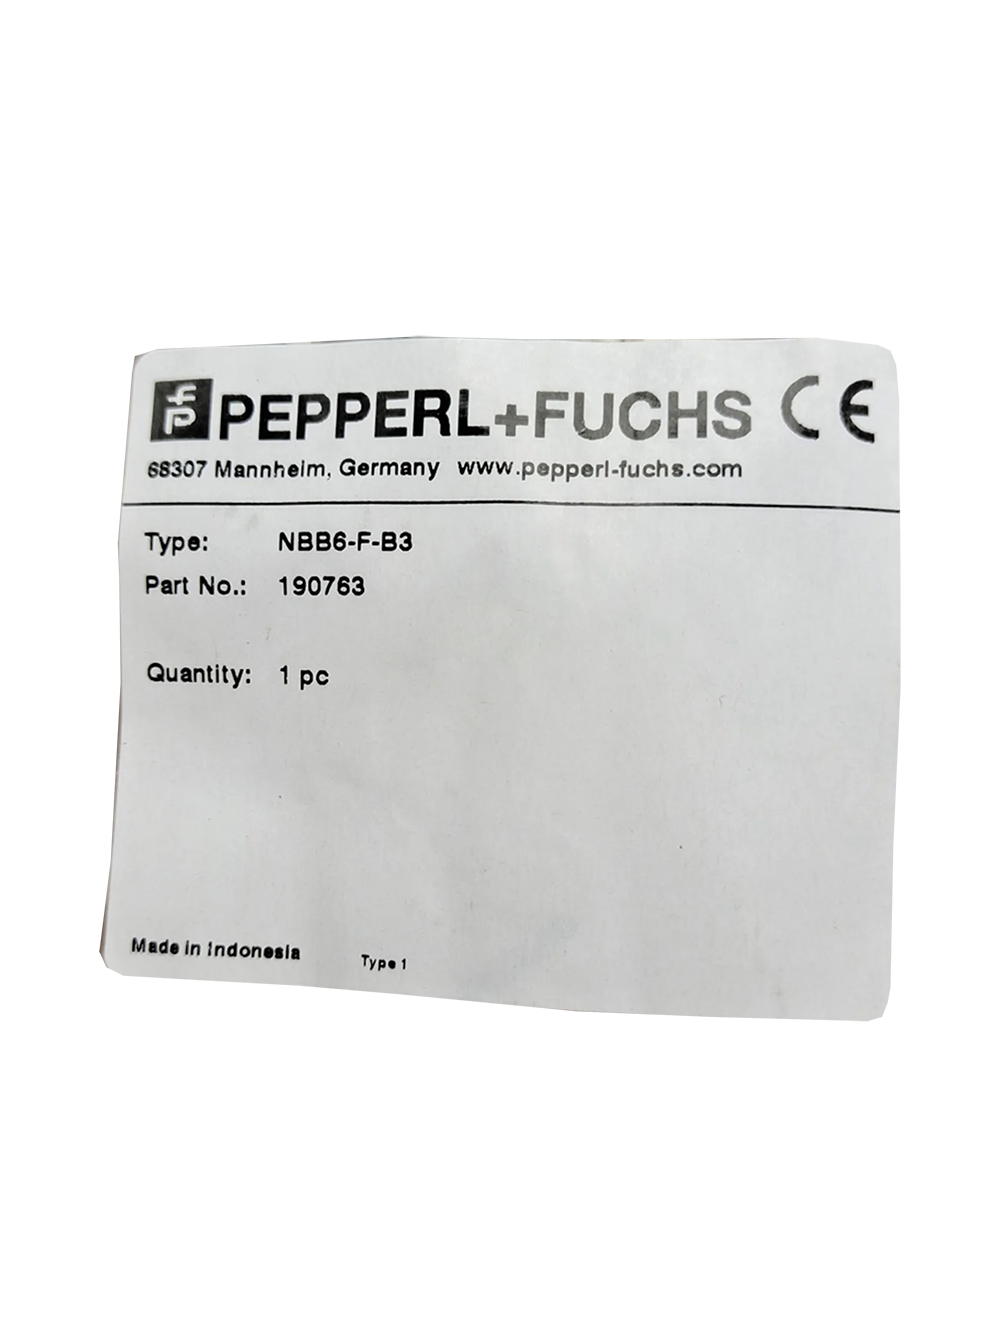 fp PEPPERL+FUCHS CE
68307 Mannheim, Germany www.pepperl-fuchs.com
Type: NBB6-F-B3
Part No.: 190763
Quantity: 1 pc
Made in Indonesia Type 1